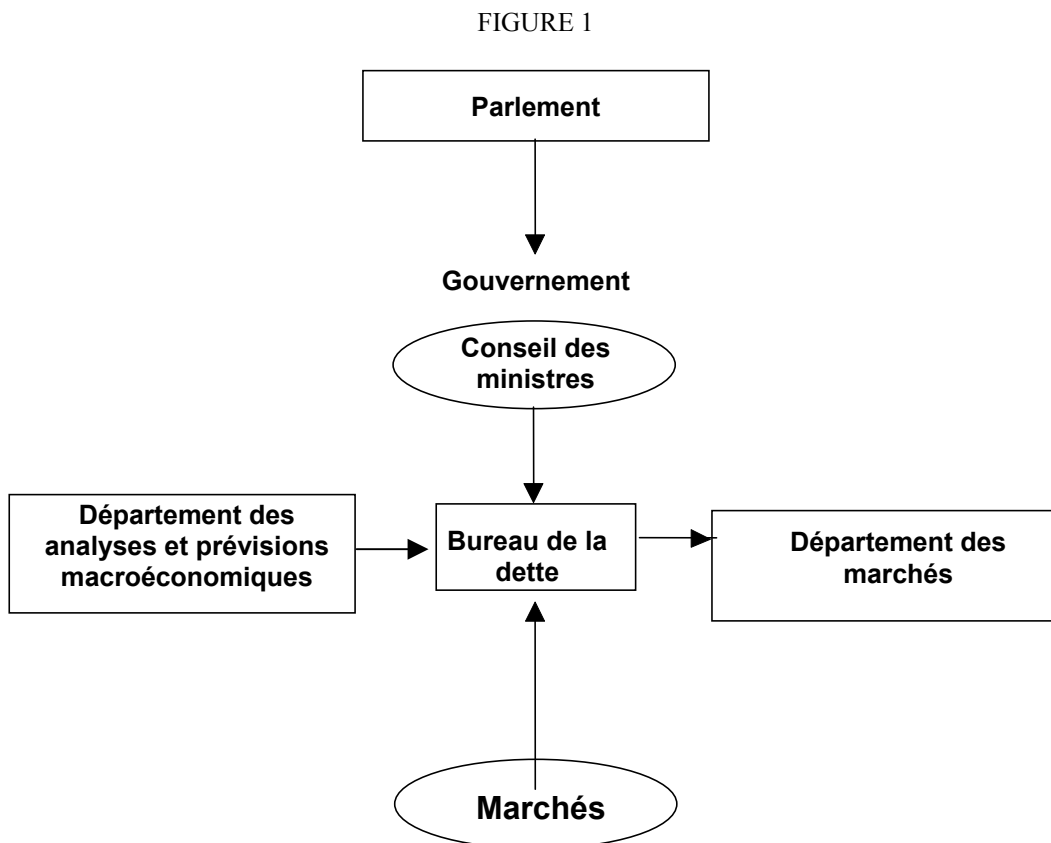 FIGURE 1
Parlement
Gouvernement
Conseil des
ministres
Département des
analyses et prévisions
macroéconomiques
Bureau de la
dette
Département des
marchés
Marchés